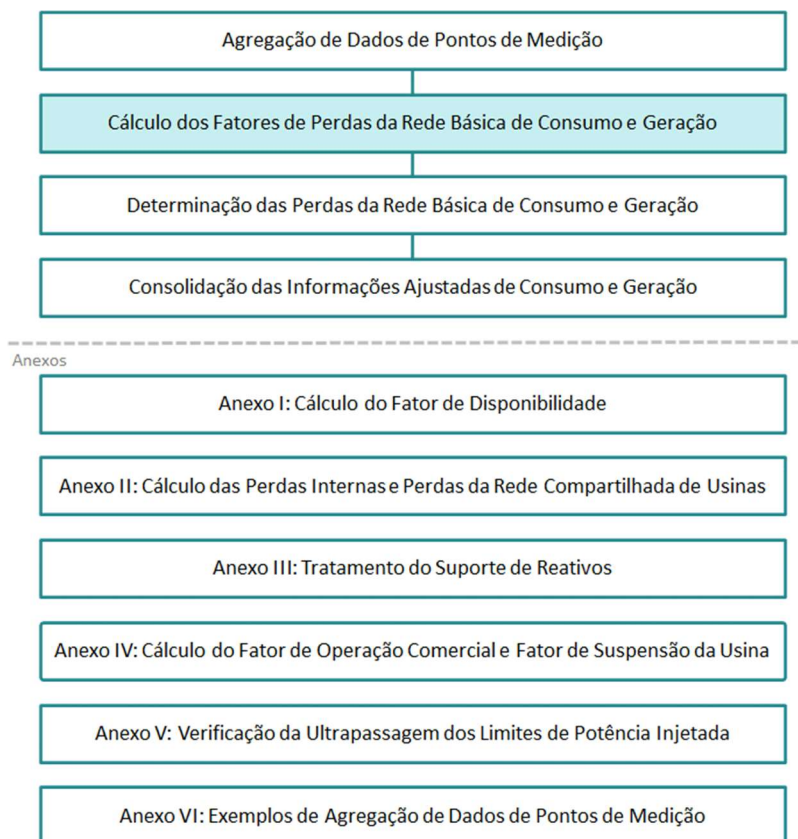 Agregação de Dados de Pontos de Medição
Cálculo dos Fatores de Perdas da Rede Básica de Consumo e Geração
Determinação das Perdas da Rede Básica de Consumo e Geração
Consolidação das Informações Ajustadas de Consumo e Geração
Anexos
Anexo I: Cálculo do Fator de Disponibilidade
Anexo II: Cálculo das Perdas Internas e Perdas da Rede Compartilhada de Usinas
Anexo III: Tratamento do Suporte de Reativos
Anexo IV: Cálculo do Fator de Operação Comercial e Fator de Suspensão da Usina
Anexo V: Verificação da Ultrapassagem dos Limites de Potência Injetada
Anexo VI: Exemplos de Agregação de Dados de Pontos de Medição